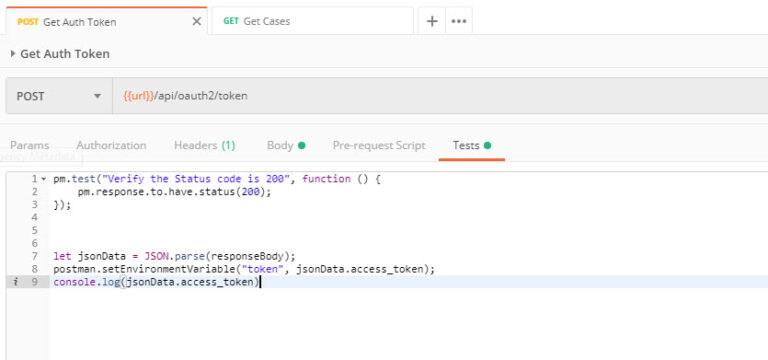 POST Get Auth Token × GET Get Cases + •••
Get Auth Token
POST {{url}}/api/oauth2/token
Params Authorization Headers (1) Body Pre-request Script Tests
1 pm.test("Verify the Status code is 200", function () {
2 pm.response.to.have.status(200);
3 });
4
5
6
7 let jsonData = JSON.parse(responseBody);
8 postman.setEnvironmentVariable("token", jsonData.access_token);
i 9 console.log(jsonData.access_token)